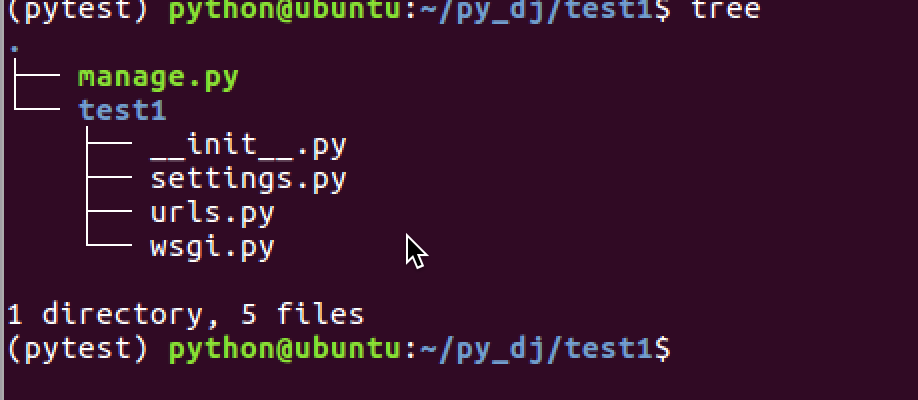 (pytest) python@ubuntu:~/py_dj/test1$ tree
.
├── manage.py
└── test1
    ├── __init__.py
    ├── settings.py
    ├── urls.py
    └── wsgi.py
1 directory, 5 files
(pytest) python@ubuntu:~/py_dj/test1$